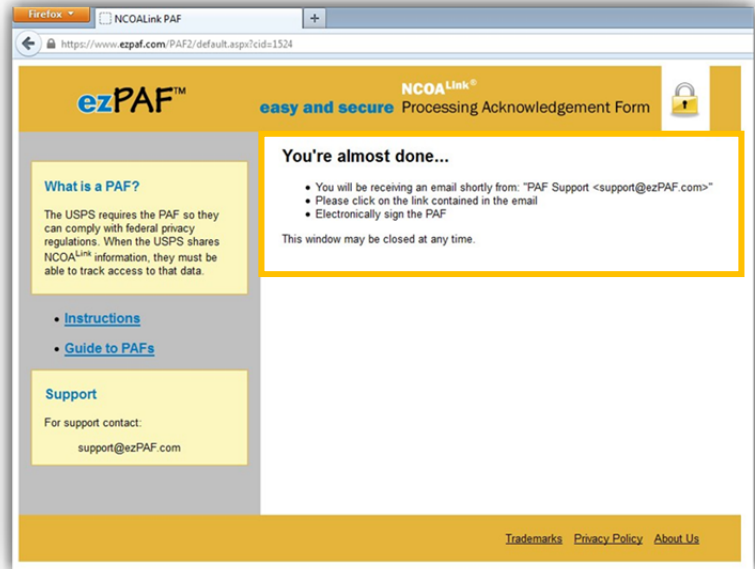 Firefox
NCOALink PAF
+
https://www.ezpaf.com/PAF2/default.aspx?cid=1524
ezPAF™
NCOALink®
easy and secure Processing Acknowledgement Form
What is a PAF?
The USPS requires the PAF so they
can comply with federal privacy
regulations. When the USPS shares
NCOALink information, they must be
able to track access to that data.
• Instructions
• Guide to PAFs
Support
For support contact:
support@ezPAF.com
You're almost done...
• You will be receiving an email shortly from: "PAF Support <support@ezPAF.com>"
• Please click on the link contained in the email
• Electronically sign the PAF
This window may be closed at any time.
Trademarks Privacy Policy About Us